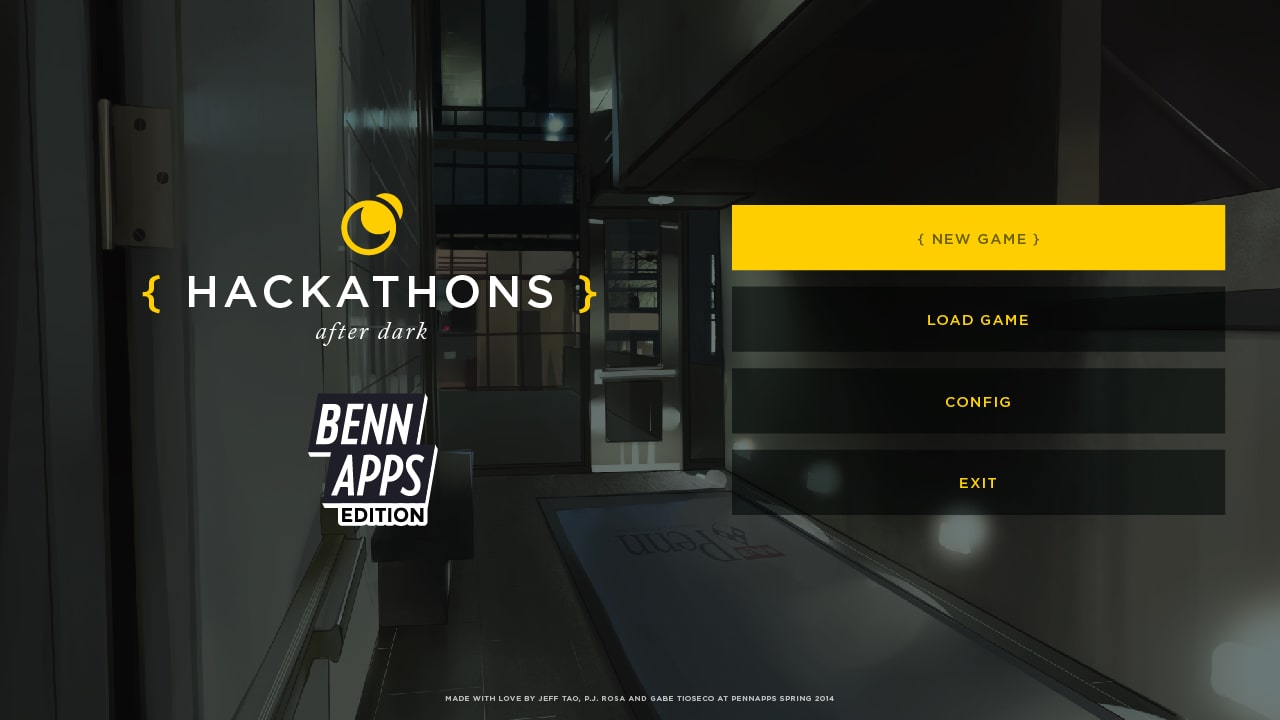 { HACKATHONS }
after dark
BENN
APPS
EDITION
{ NEW GAME }
LOAD GAME
CONFIG
EXIT
Penn
MADE WITH LOVE BY JEFF TAO, P.J. ROSA AND GABE TIOSECO AT PENNAPPS SPRING 2014